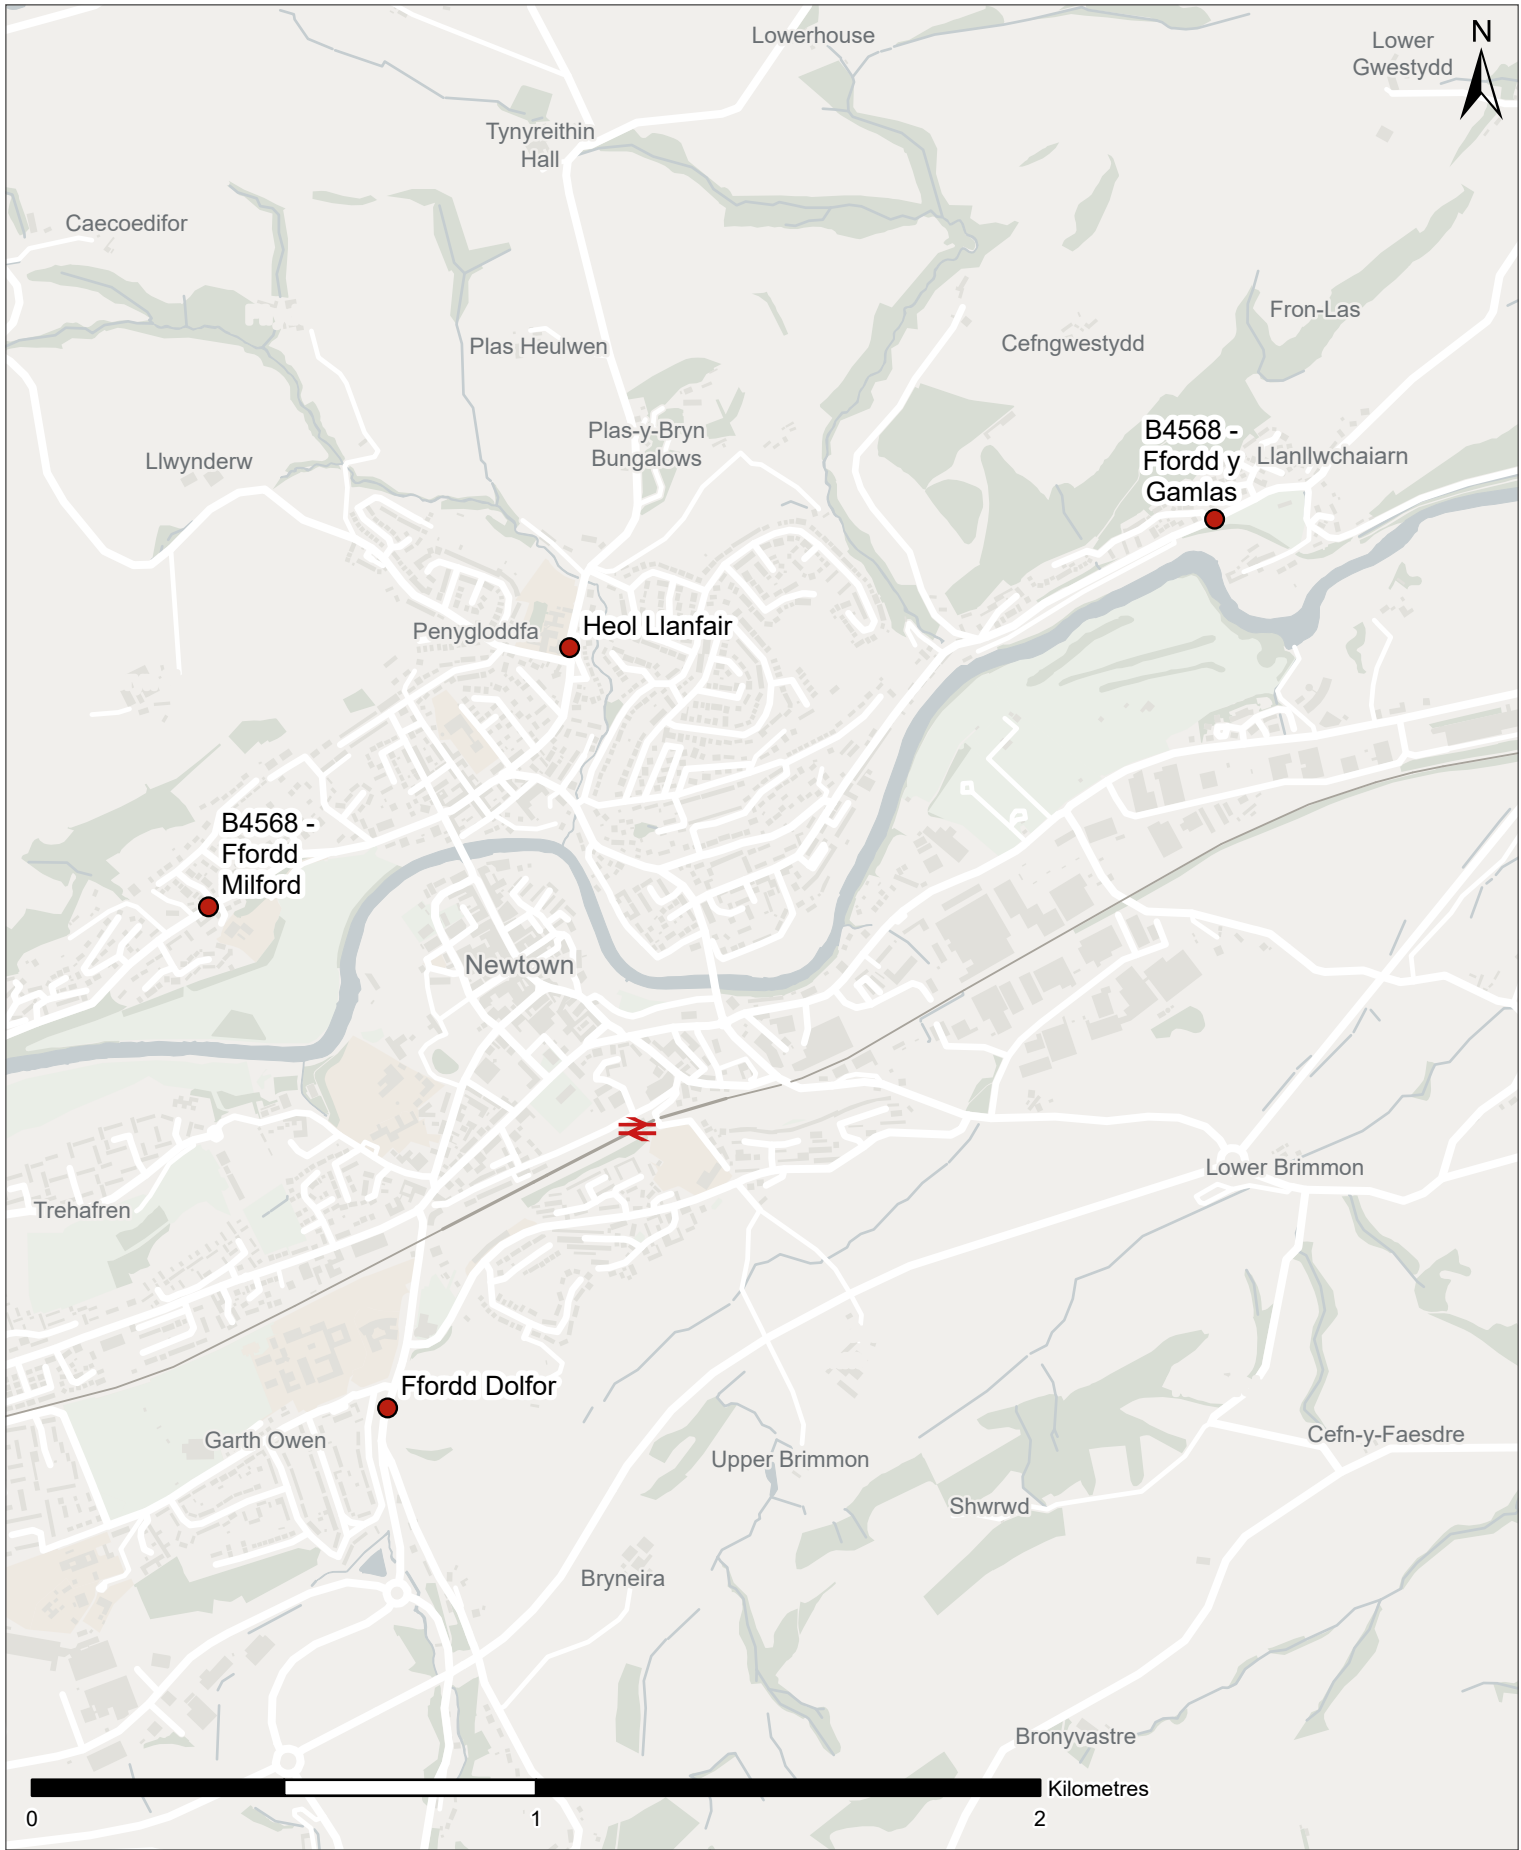 Lowerhouse
Lower
Gwestydd
N
Tynyreithin
Hall
Caecoedifor
Fron-Las
Plas Heulwen
Cefngwestydd
Plas-y-Bryn
Bungalows
B4568 -
Ffordd y
Gamlas
Llanllwchaiarn
Llwynderw
Penygloddfa
Heol Llanfair
B4568 -
Ffordd
Milford
Newtown
Lower Brimmon
Trehafren
Ffordd Dolfor
Garth Owen
Upper Brimmon
Cefn-y-Faesdre
Shwrwd
Bryneira
Bronyvastre
Kilometres
0
1
2